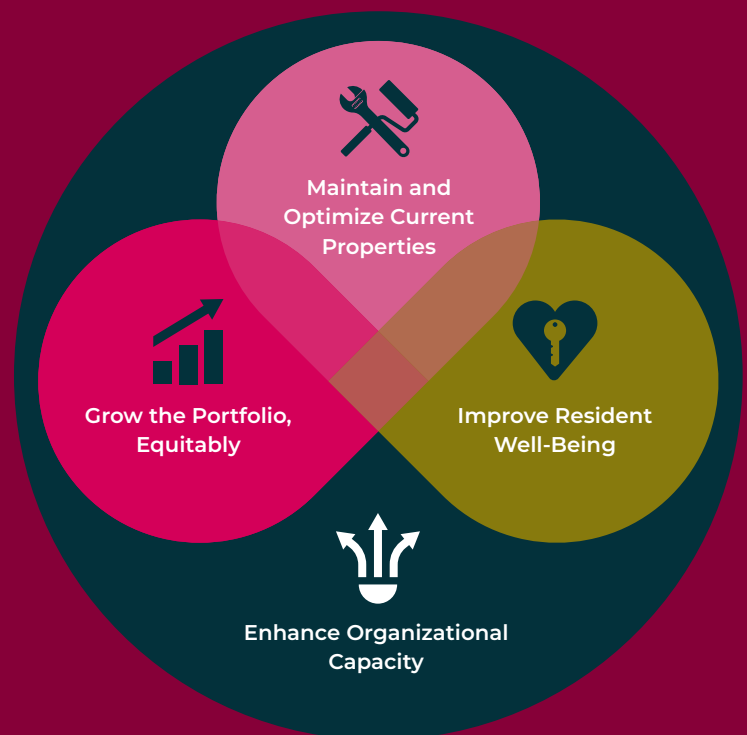 Maintain and
Optimize Current
Properties
Grow the Portfolio,
Equitably
Improve Resident
Well-Being
Enhance Organizational
Capacity